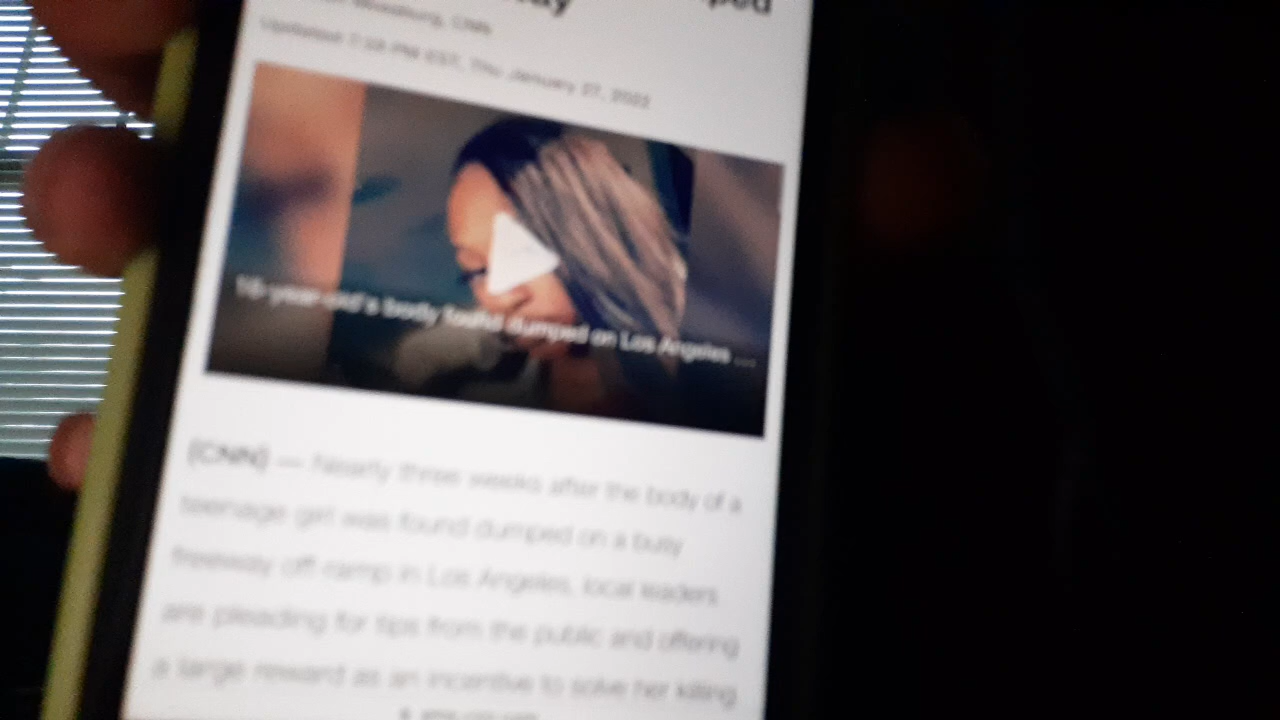 CNN
Updated 7:59 PM EST, Thu January 27, 2022
16-year-old's body found dumped on Los Angeles ...
(CNN) — Nearly three weeks after the body of a
teenage girl was found dumped on a busy
freeway off-ramp in Los Angeles, local leaders
are pleading for tips from the public and offering
a large reward as an incentive to solve her killing